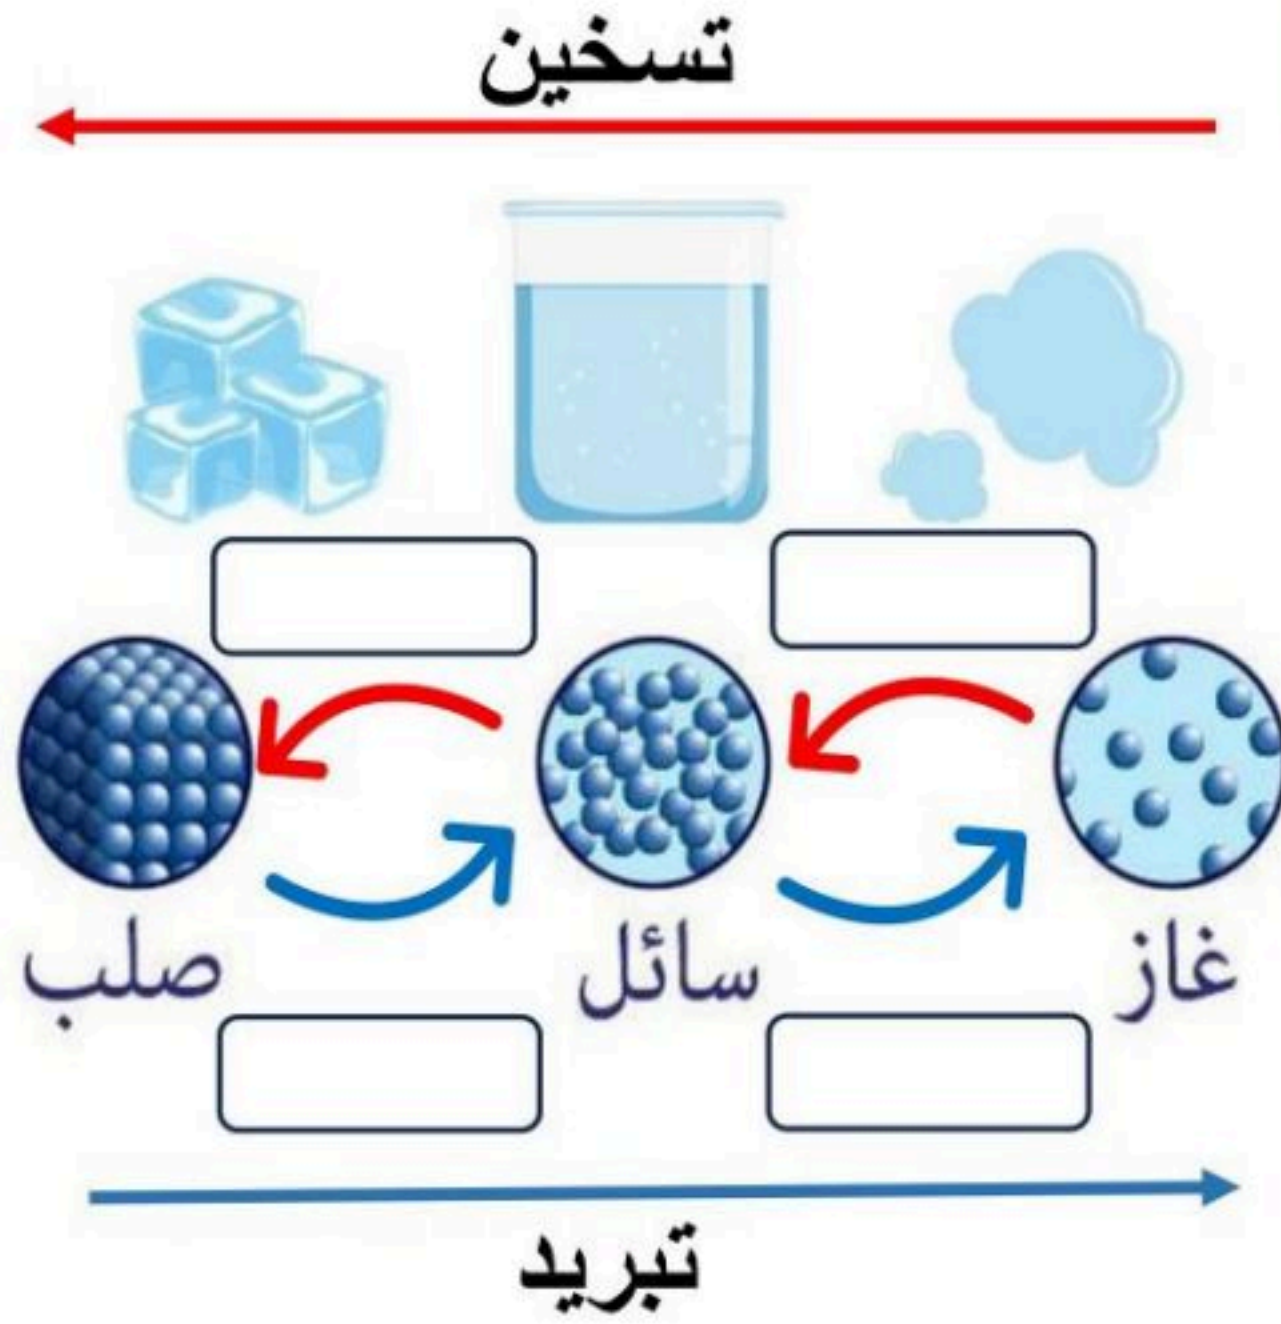 تسخين
غاز
سائل
صلب
تبريد